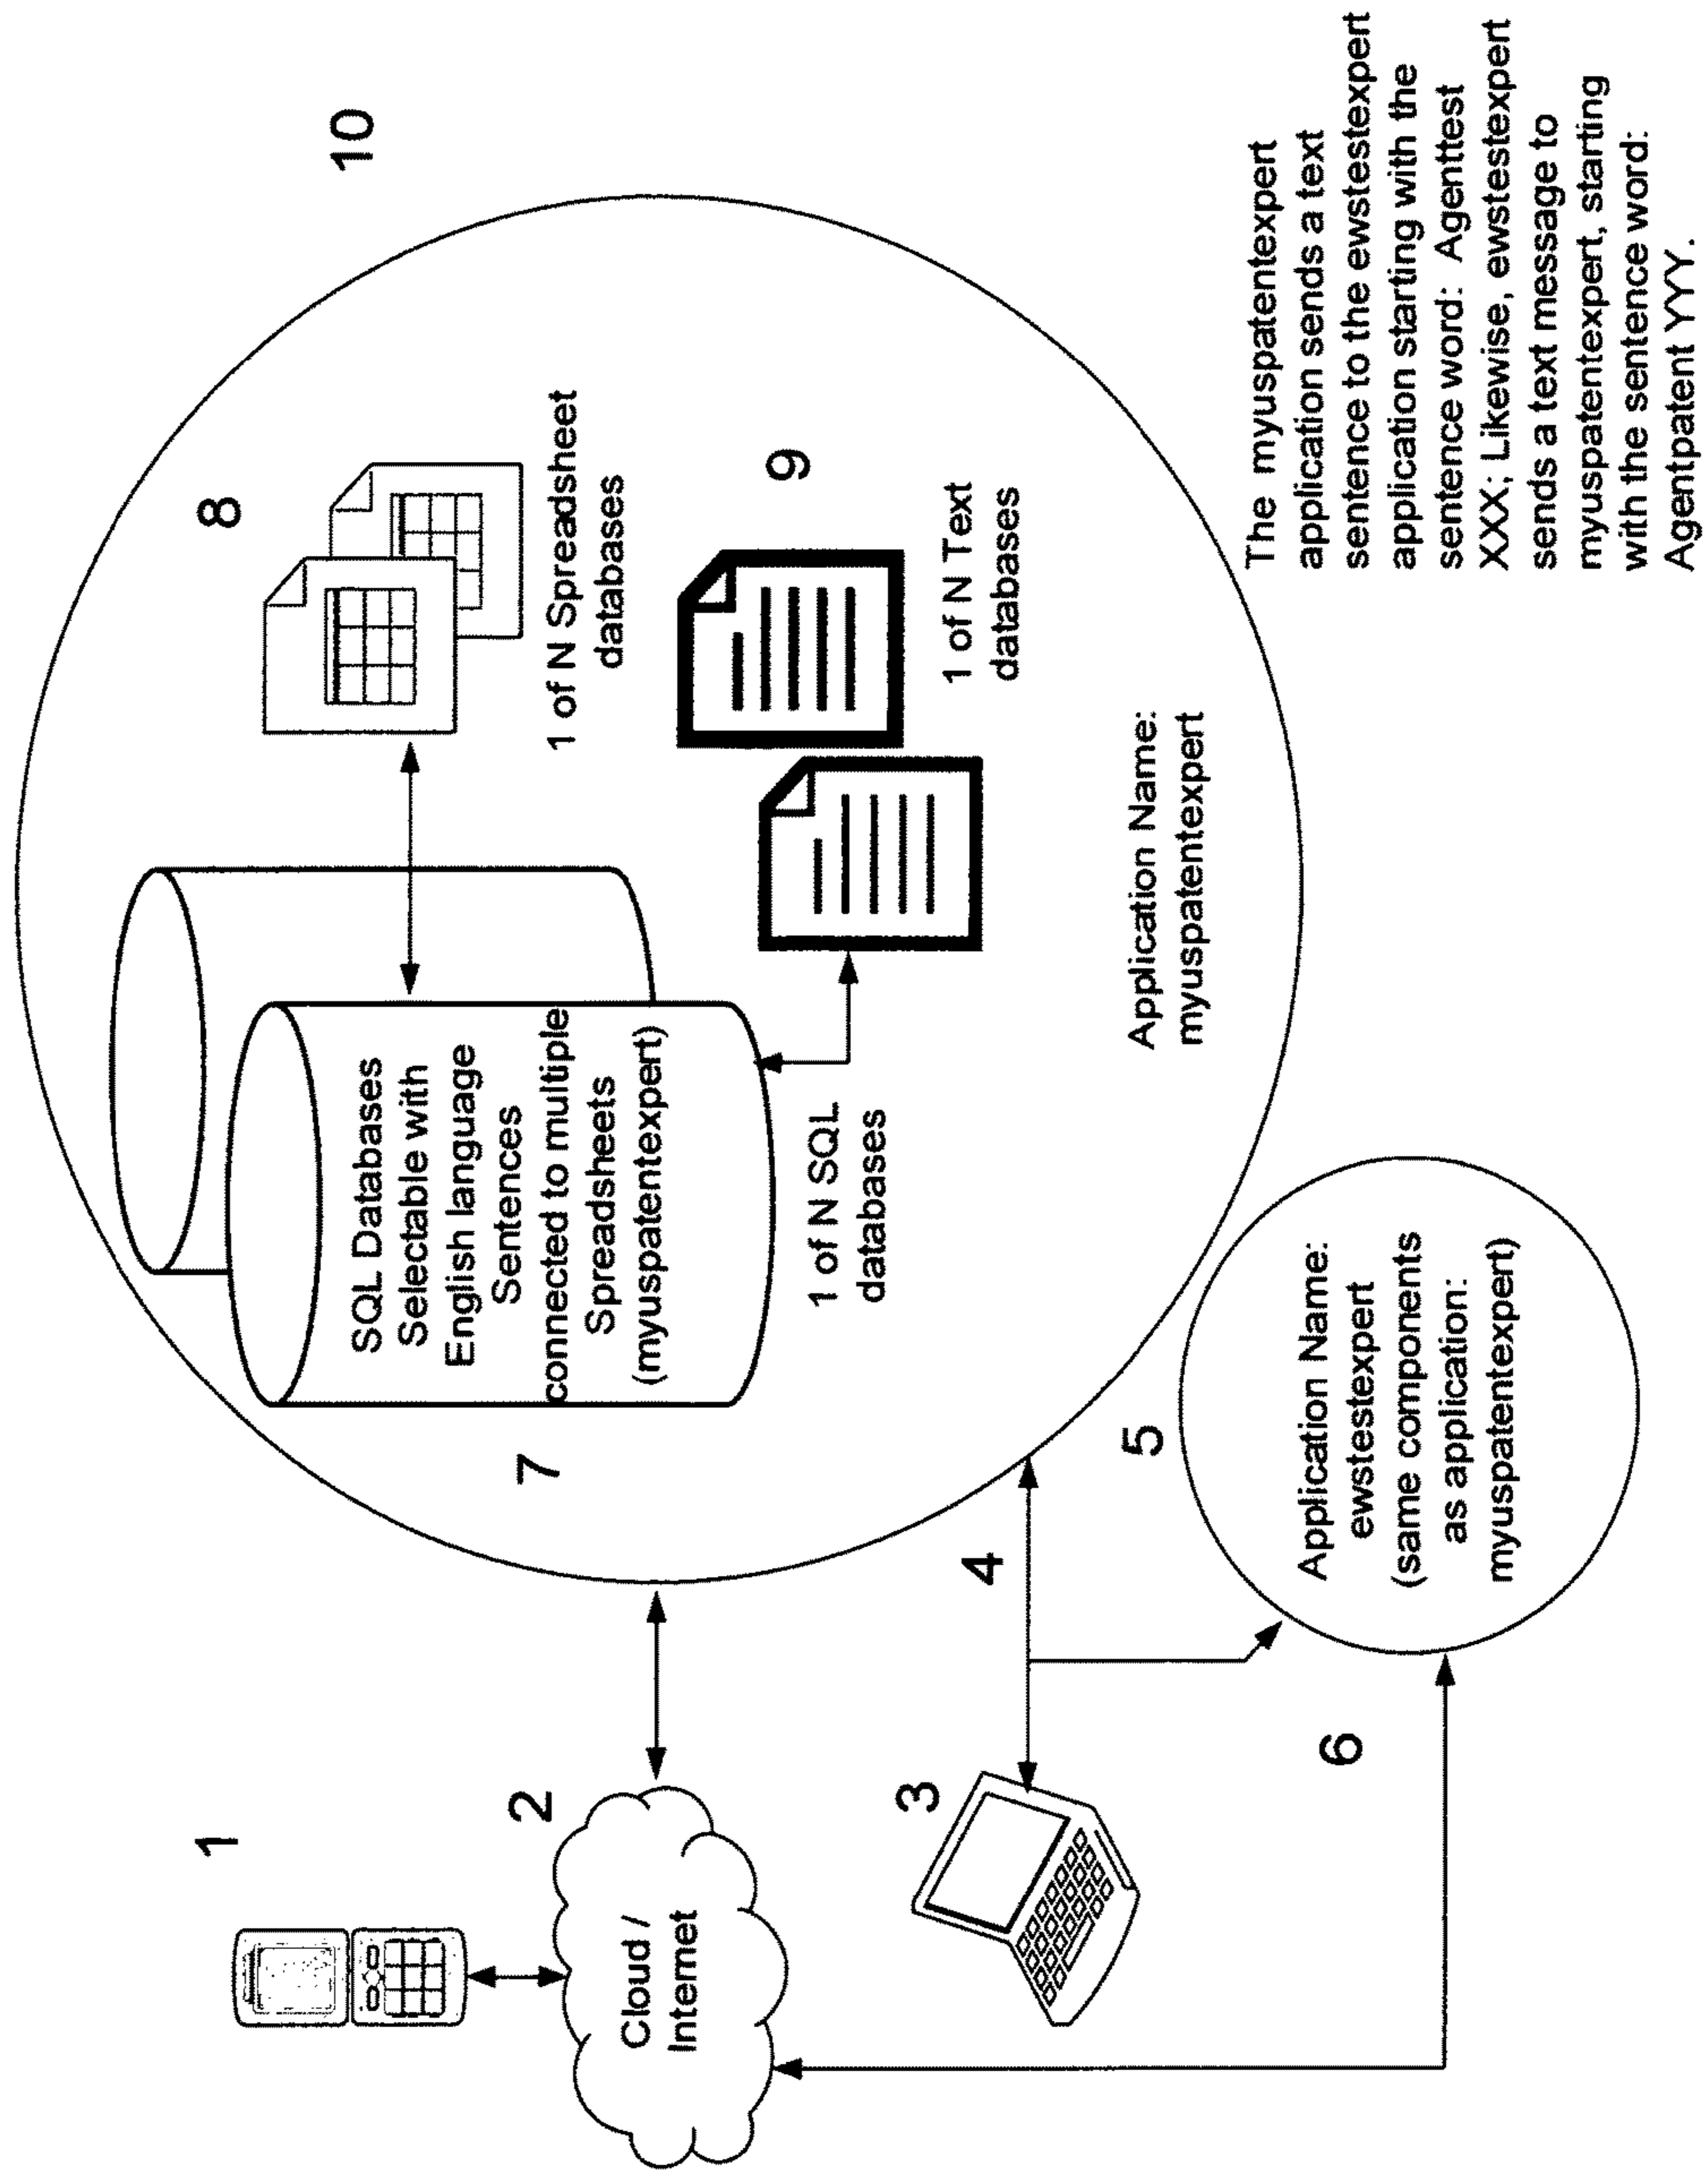 1
2
Cloud /
Internet
3
4
5
6
7
SQL Databases
Selectable with
English language
Sentences
connected to multiple
Spreadsheets
(myuspatentexpert)
1 of N SQL
databases
8
1 of N Spreadsheet
databases
9
1 of N Text
databases
10
Application Name:
myuspatentexpert
Application Name:
ewstestexpert
(same components
as application:
myuspatentexpert)
The myuspatentexpert
application sends a text
sentence to the ewstestexpert
application starting with the
sentence word: Agenttest
XXX; Likewise, ewstestexpert
sends a text message to
myuspatentexpert, starting
with the sentence word:
Agentpatent YYY.